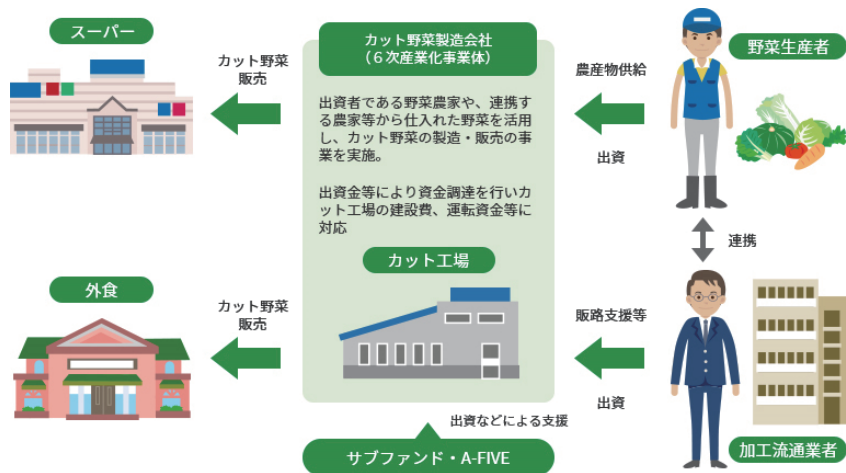 スーパー
カット野菜
販売
カット野菜製造会社
（６次産業化事業体）
農産物供給
出資
野菜生産者
出資者である野菜農家や、連携す
る農家等から仕入れた野菜を活用
し、カット野菜の製造・販売の事
業を実施。
出資金等により資金調達を行いカ
ット工場の建設費、運転資金等に
対応
連携
カット工場
外食
カット野菜
販売
販路支援等
出資
加工流通業者
出資などによる支援
サブファンド・A-FIVE